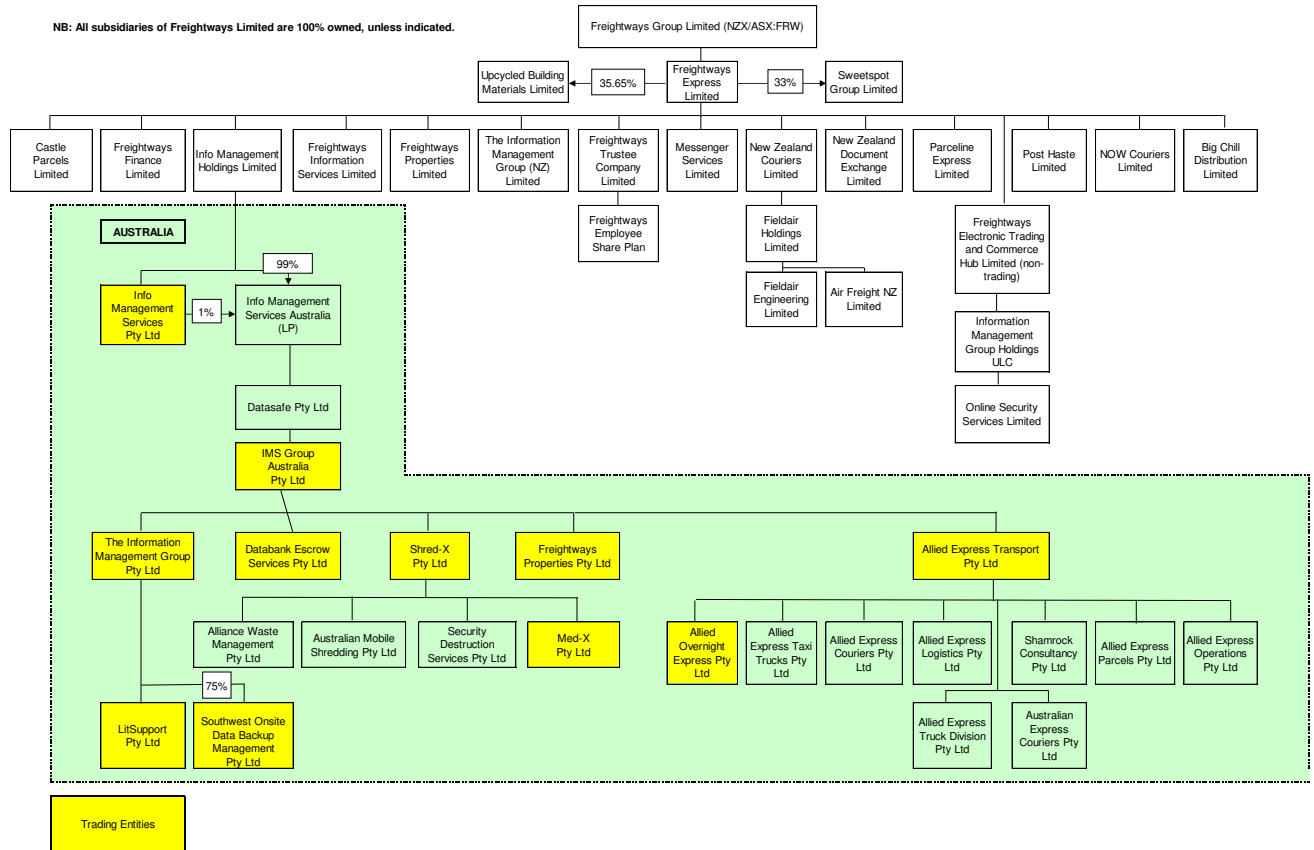 NB: All subsidiaries of Freightways Limited are 100% owned, unless indicated.
Freightways Group Limited (NZX/ASX:FRW)
Upcycled Building
Materials Limited
35.65%
Freightways
Express
Limited
33%
Sweetspot
Group Limited
Castle
Parcels
Limited
Freightways
Finance
Limited
Info Management
Holdings Limited
Freightways
Information
Services Limited
Freightways
Properties
Limited
The Information
Management
Group (NZ)
Limited
Freightways
Trustee
Company
Limited
Messenger
Services
Limited
New Zealand
Couriers
Limited
New Zealand
Document
Exchange
Limited
Parceline
Express
Limited
Post Haste
Limited
NOW Couriers
Limited
Big Chill
Distribution
Limited
Freightways
Employee
Share Plan
Fieldair
Holdings
Limited
Freightways
Electronic Trading
and Commerce
Hub Limited (non-
trading)
AUSTRALIA
99%
Info
Management
Services
Pty Ltd
1%
Info Management
Services Australia
(LP)
Fieldair
Engineering
Limited
Air Freight NZ
Limited
Information
Management
Group Holdings
ULC
Datasafe Pty Ltd
Online Security
Services Limited
IMS Group
Australia
Pty Ltd
The Information
Management Group
Pty Ltd
Databank Escrow
Services Pty Ltd
Shred-X
Pty Ltd
Freightways
Properties Pty Ltd
Allied Express Transport
Pty Ltd
Alliance Waste
Management
Pty Ltd
Australian Mobile
Shredding Pty Ltd
Security
Destruction
Services Pty Ltd
Med-X
Pty Ltd
Allied
Overnight
Express Pty
Ltd
Allied
Express Taxi
Trucks Pty
Ltd
Allied Express
Couriers Pty
Ltd
Allied Express
Logistics Pty
Ltd
Shamrock
Consultancy
Pty Ltd
Allied Express
Parcels Pty Ltd
Allied Express
Operations Pty
Ltd
75%
LitSupport
Pty Ltd
Southwest Onsite
Data Backup
Management
Pty Ltd
Allied Express
Truck Division
Pty Ltd
Australian
Express
Couriers Pty
Ltd
Trading Entities